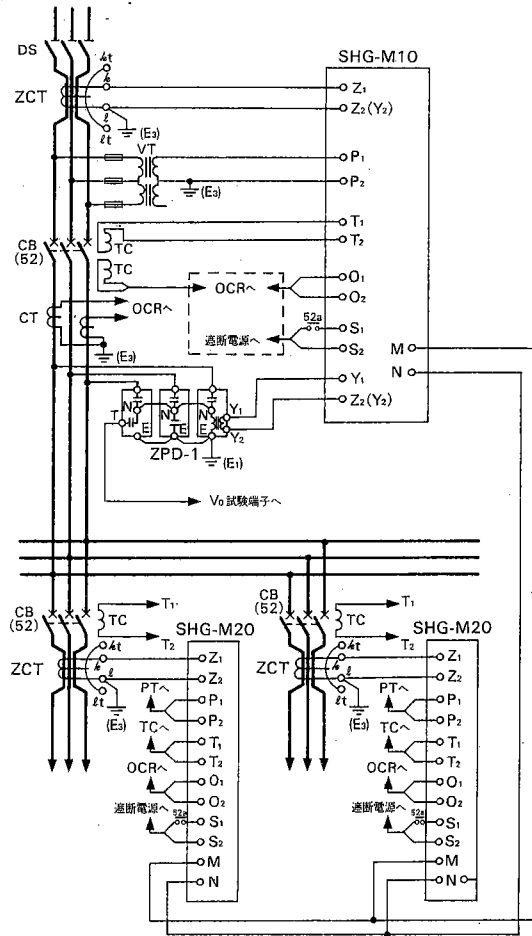 DS
SHG-M10
ZCT
kt
k
l
lt
(E3)
Z1
Z2(Y2)
VT
P1
P2
(E3)
T1
T2
TC
CB
(52)
TC
OCRへ
O1
O2
CT
OCRへ
52a
遮断電源へ
S1
S2
(E3)
M
N
Y1
Z2(Y2)
T
N
E
N
E
N
E
Y1
Y2
ZPD-1
(E1)
V0 試験端子へ
CB
(52)
TC
T1
T2
SHG-M20
ZCT
kt
k
l
lt
(E3)
Z1
Z2
PTへ
P1
P2
TCへ
T1
T2
OCRへ
O1
O2
遮断電源へ
52a
S1
S2
M
N
CB
(52)
TC
T1
T2
SHG-M20
ZCT
kt
k
l
lt
(E3)
Z1
Z2
PTへ
P1
P2
TCへ
T1
T2
OCRへ
O1
O2
遮断電源へ
52a
S1
S2
M
N